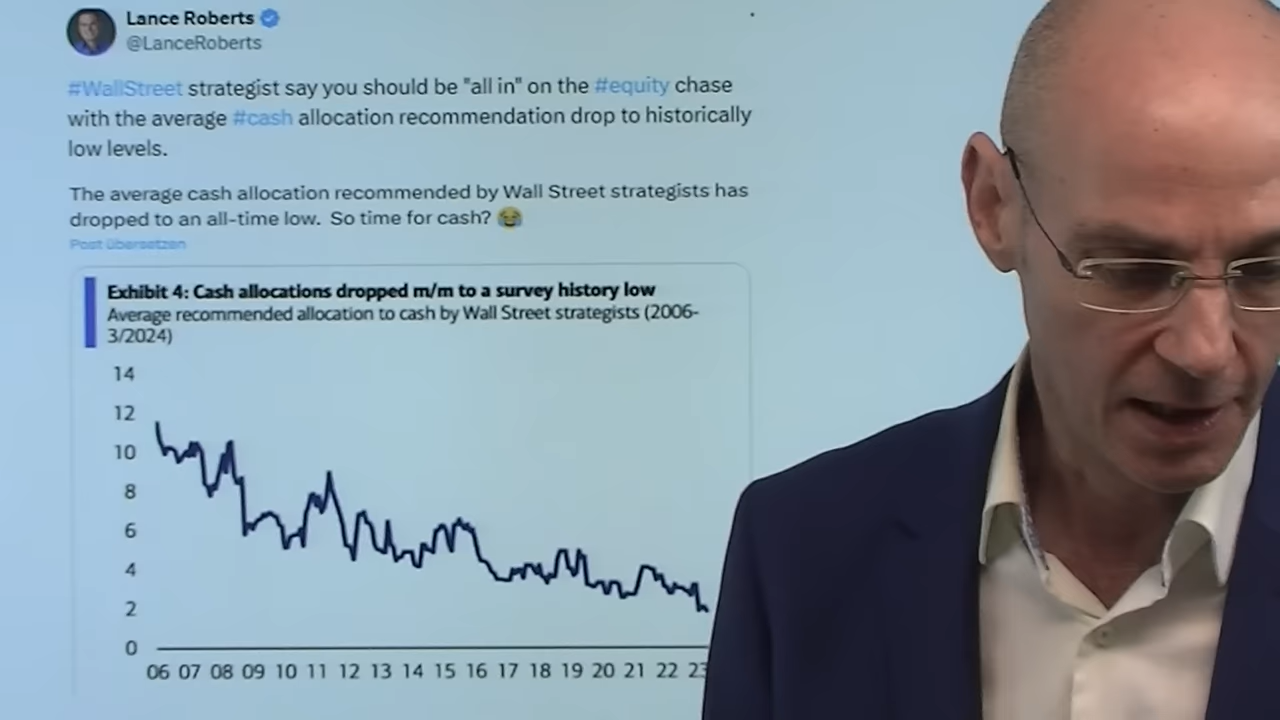 Lance Roberts
@LanceRoberts
#WallStreet strategist say you should be "all in" on the #equity chase
with the average #cash allocation recommendation drop to historically
low levels.
The average cash allocation recommended by Wall Street strategists has
dropped to an all-time low. So time for cash? 😂
Post übersetzen
Exhibit 4: Cash allocations dropped m/m to a survey history low
Average recommended allocation to cash by Wall Street strategists (2006-
3/2024)
14
12
10
8
6
4
2
0
06 07 08 09 10 11 12 13 14 15 16 17 18 19 20 21 22 23